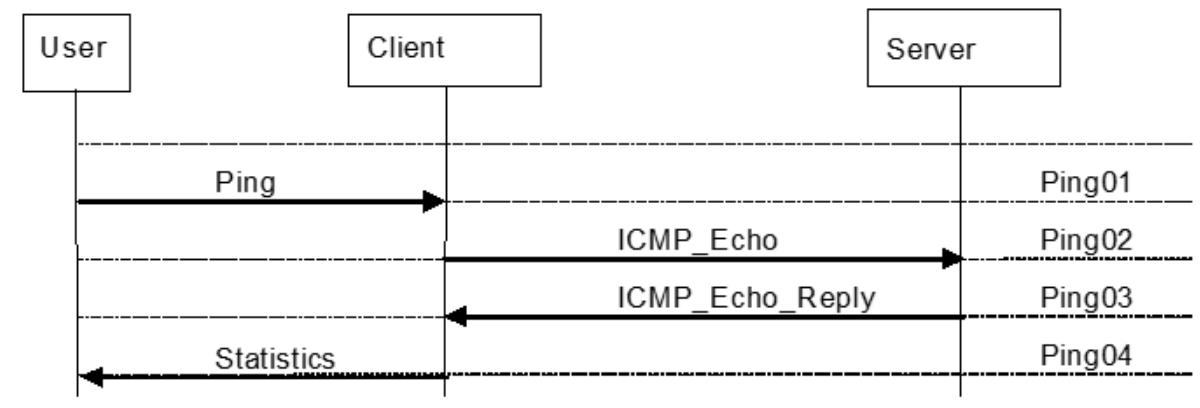 User Client Server
Ping Ping01
ICMP_Echo Ping02
ICMP_Echo_Reply Ping03
Statistics Ping04